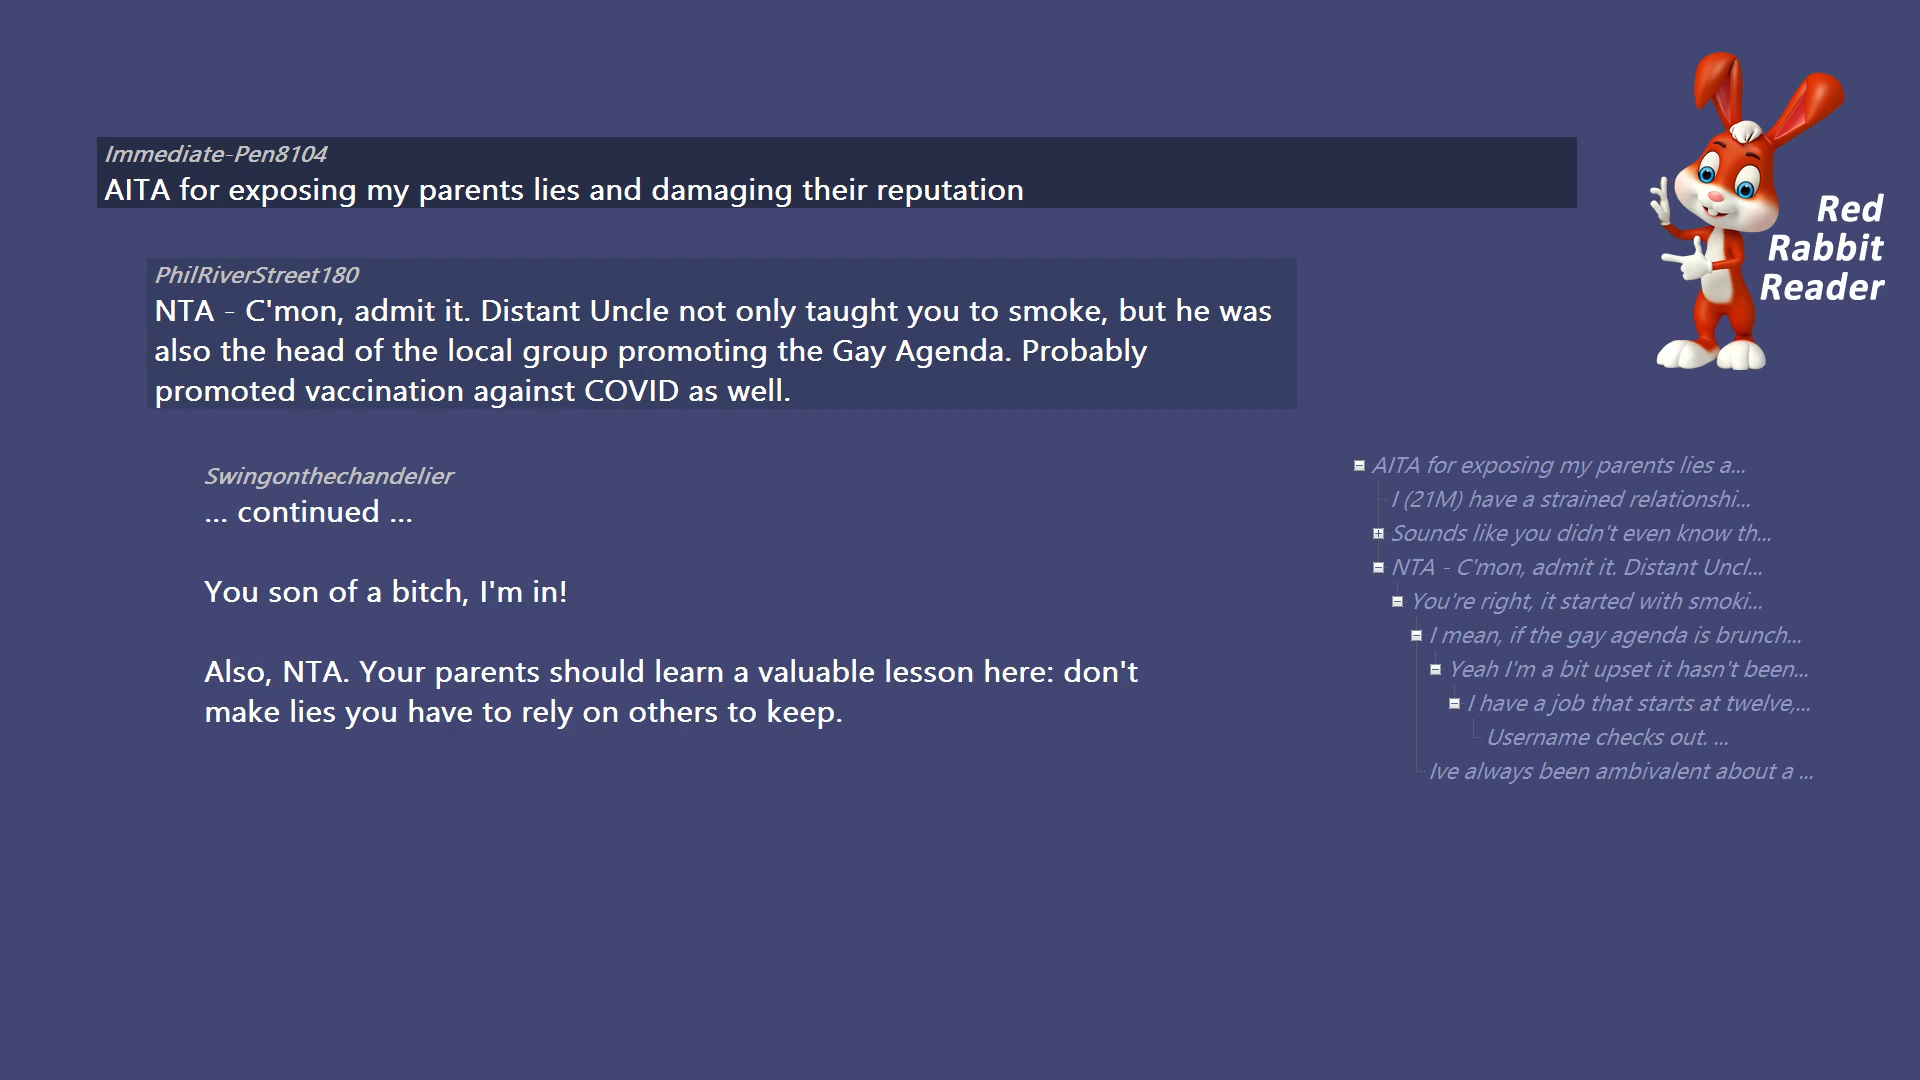 Immediate-Pen8104
AITA for exposing my parents lies and damaging their reputation
PhilRiverStreet180
NTA - C'mon, admit it. Distant Uncle not only taught you to smoke, but he was
also the head of the local group promoting the Gay Agenda. Probably
promoted vaccination against COVID as well.
Swingonthechandelier
... continued ...
You son of a bitch, I'm in!
Also, NTA. Your parents should learn a valuable lesson here: don't
make lies you have to rely on others to keep.
Red
Rabbit
Reader
AITA for exposing my parents lies a...
I (21M) have a strained relationshi...
Sounds like you didn't even know th...
NTA - C'mon, admit it. Distant Uncl...
You're right, it started with smoki...
I mean, if the gay agenda is brunch...
Yeah I'm a bit upset it hasn't been...
I have a job that starts at twelve,...
Username checks out. ...
Ive always been ambivalent about a ...